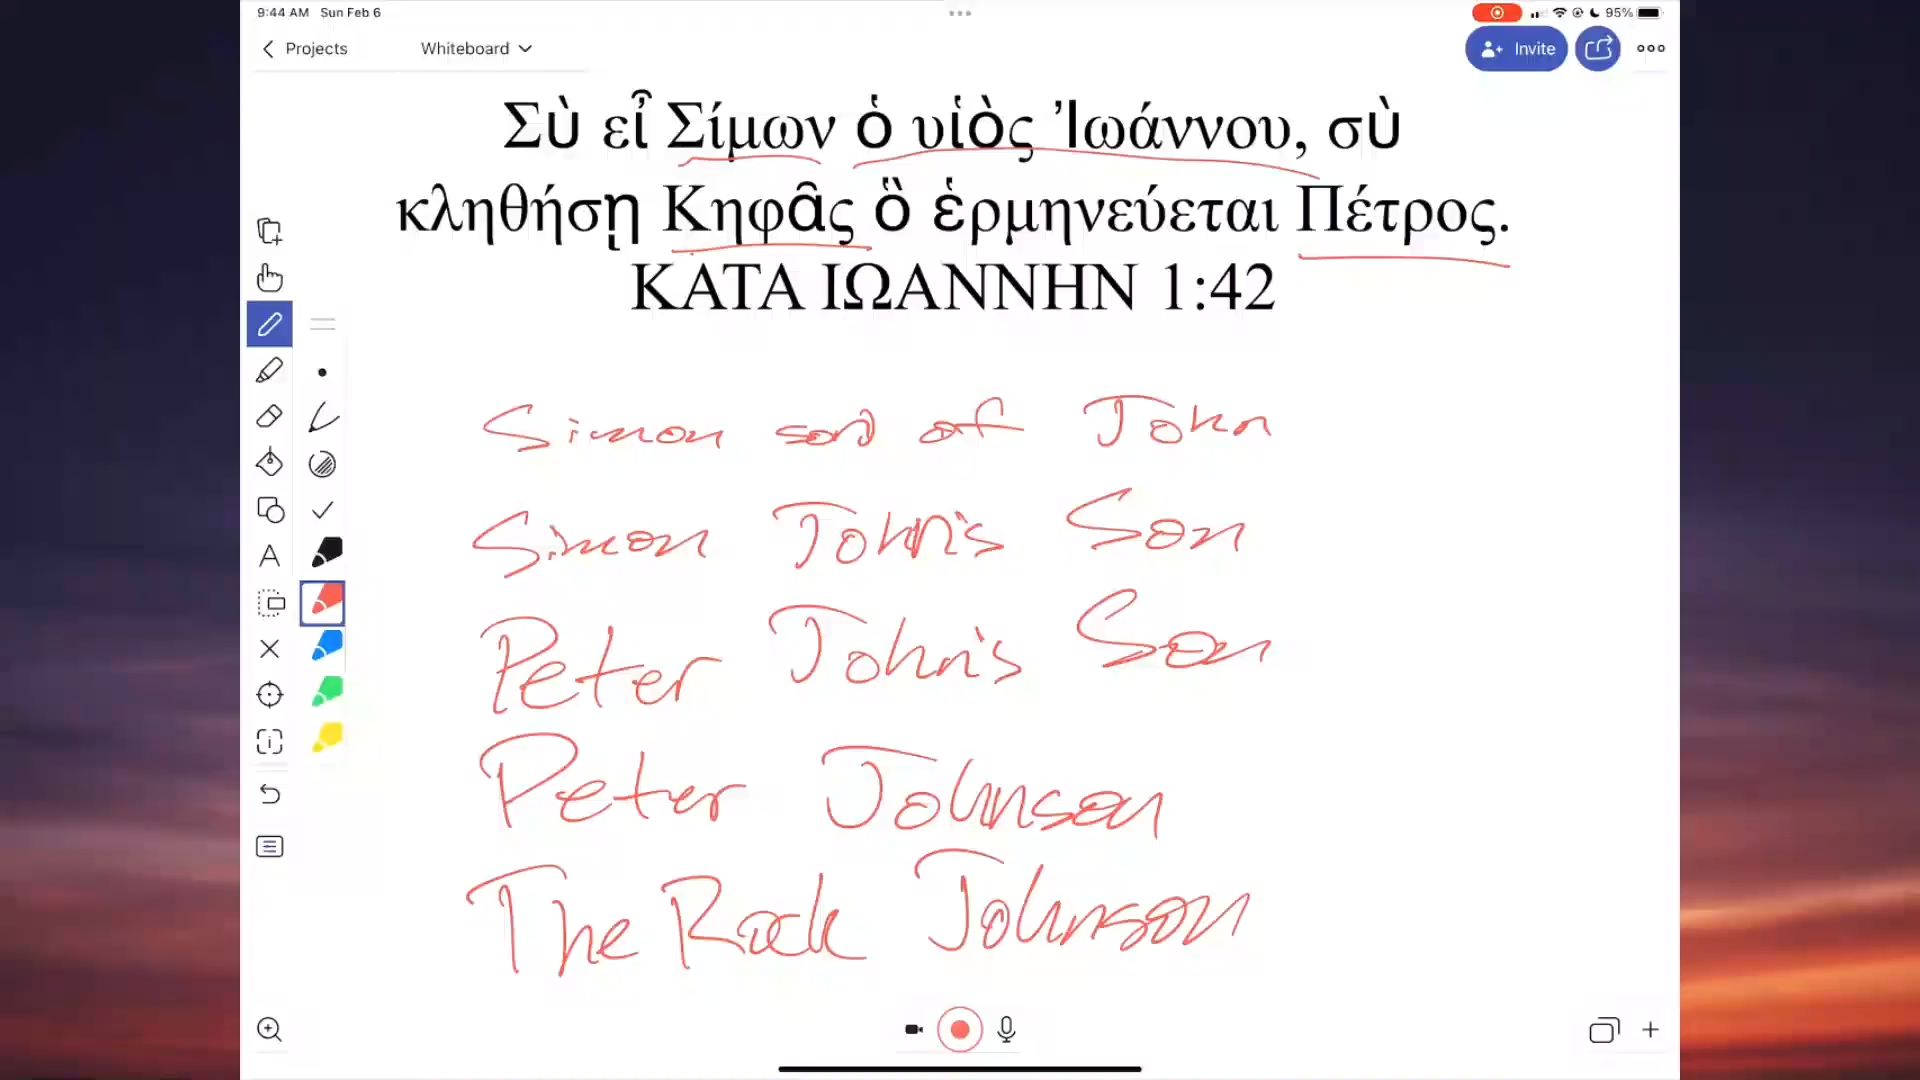 9:44 AM Sun Feb 6
95%
Projects
Whiteboard
Invite
Σὺ εἶ Σίμων ὁ υἱὸς Ἰωάννου, σὺ
κληθήσῃ Κηφᾶς ὃ ἑρμηνεύεται Πέτρος.
ΚΑΤΑ ΙΩΑΝΝΗΝ 1:42
Simon son of John
Simon John's Son
Peter John's Son
Peter Johnson
The Rock Johnson